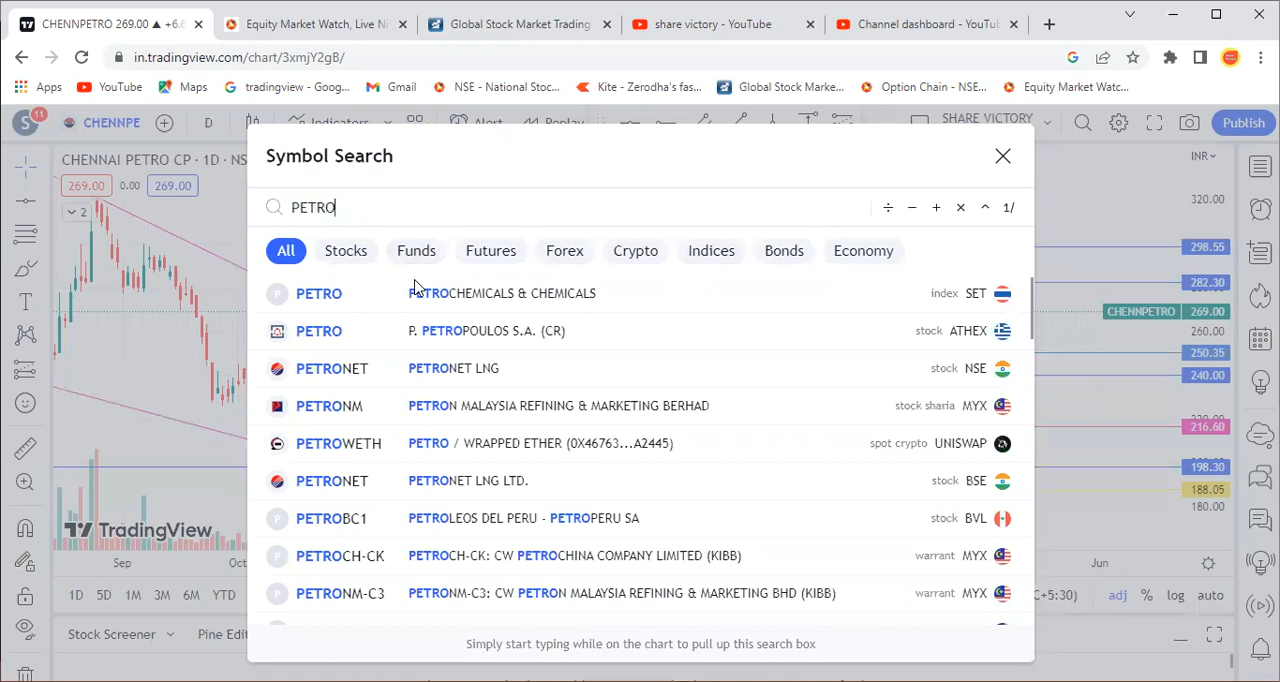 CHENNPETRO 269.00 ▲ +6.6
Equity Market Watch, Live Ni
Global Stock Market Trading
share victory - YouTube
Channel dashboard - YouTu
in.tradingview.com/chart/3xmjY2gB/
Apps
YouTube
Maps
tradingview - Goog...
Gmail
NSE - National Stoc...
Kite - Zerodha's fas...
Global Stock Marke...
Option Chain - NSE...
Equity Market Watc...
S 11
CHENNPE
D
Indicators
Alert
Replay
SHARE VICTORY
Publish
CHENNAI PETRO CP · 1D · NS
INR
269.00 0.00 269.00
2
Symbol Search
PETRO
1/
All Stocks Funds Futures Forex Crypto Indices Bonds Economy
P PETRO PETROCHEMICALS & CHEMICALS index SET
PETRO P. PETROPOULOS S.A. (CR) stock ATHEX
PETRONET PETRONET LNG stock NSE
PETRONM PETRON MALAYSIA REFINING & MARKETING BERHAD stock sharia MYX
PETROWETH PETRO / WRAPPED ETHER (0X46763...A2445) spot crypto UNISWAP
PETRONET PETRONET LNG LTD. stock BSE
P PETROBC1 PETROLEOS DEL PERU - PETROPERU SA stock BVL
P PETROCH-CK PETROCH-CK: CW PETROCHINA COMPANY LIMITED (KIBB) warrant MYX
P PETRONM-C3 PETRONM-C3: CW PETRON MALAYSIA REFINING & MARKETING BHD (KIBB) warrant MYX
Simply start typing while on the chart to pull up this search box
320.00
298.55
282.30
CHENNPETRO 269.00
260.00
250.35
240.00
216.60
198.30
188.05
180.00
TradingView
Sep
Oct
Jun
1D 5D 1M 3M 6M YTD
C+5:30) adj % log auto
Stock Screener
Pine Edit